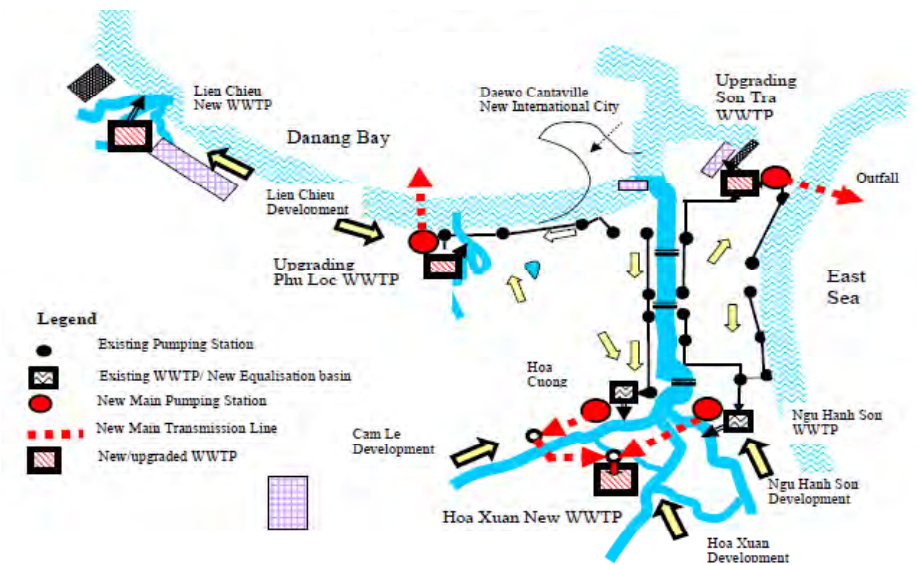 Lien Chieu
New WWTP
Daewo Cantaville
New International City
Upgrading
Son Tra
WWTP
Danang Bay
Outfall
Lien Chieu
Development
Upgrading
Phu Loc WWTP
East
Sea
Legend
Existing Pumping Station
Existing WWTP/ New Equalisation basin
New Main Pumping Station
New Main Transmission Line
New/upgraded WWTP
Hoa
Cuong
Cam Le
Development
Ngu Hanh Son
WWTP
Ngu Hanh Son
Development
Hoa Xuan New WWTP
Hoa Xuan
Development